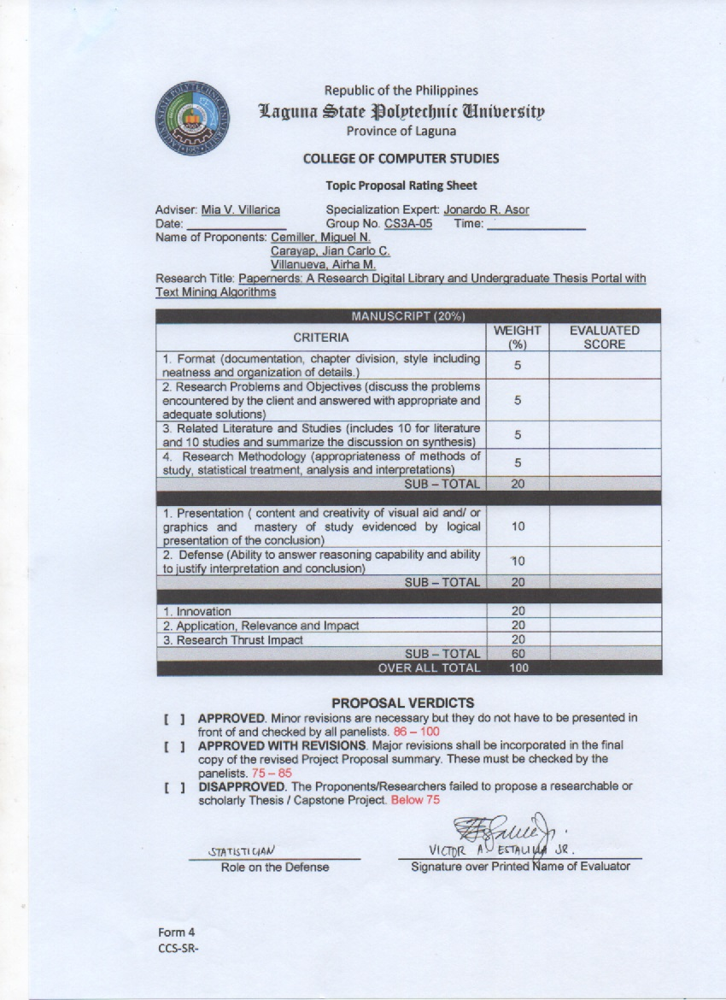 Republic of the Philippines
Laguna State Polytechnic University
Province of Laguna
COLLEGE OF COMPUTER STUDIES
Topic Proposal Rating Sheet
Adviser: Mia V. Villarica Specialization Expert: Jonardo R. Asor
Date: Group No. CS3A-05 Time:
Name of Proponents: Cemiller, Miguel N.
Carayap, Jian Carlo C.
Villanueva, Airha M.
Research Title: Papernerds: A Research Digital Library and Undergraduate Thesis Portal with
Text Mining Algorithms
MANUSCRIPT (20%)
CRITERIA WEIGHT (%) EVALUATED SCORE
1. Format (documentation, chapter division, style including
neatness and organization of details.) 5
2. Research Problems and Objectives (discuss the problems
encountered by the client and answered with appropriate and
adequate solutions) 5
3. Related Literature and Studies (includes 10 for literature
and 10 studies and summarize the discussion on synthesis) 5
4. Research Methodology (appropriateness of methods of
study, statistical treatment, analysis and interpretations) 5
SUB – TOTAL 20
1. Presentation ( content and creativity of visual aid and/ or
graphics and mastery of study evidenced by logical
presentation of the conclusion) 10
2. Defense (Ability to answer reasoning capability and ability
to justify interpretation and conclusion) 10
SUB – TOTAL 20
1. Innovation 20
2. Application, Relevance and Impact 20
3. Research Thrust Impact 20
SUB – TOTAL 60
OVER ALL TOTAL 100
PROPOSAL VERDICTS
[ ] APPROVED. Minor revisions are necessary but they do not have to be presented in
front of and checked by all panelists. 86 – 100
[ ] APPROVED WITH REVISIONS. Major revisions shall be incorporated in the final
copy of the revised Project Proposal summary. These must be checked by the
panelists. 75 – 85
[ ] DISAPPROVED. The Proponents/Researchers failed to propose a researchable or
scholarly Thesis / Capstone Project. Below 75
STATISTICIAN VICTOR A. ESTALILLA JR.
Role on the Defense Signature over Printed Name of Evaluator
Form 4
CCS-SR-